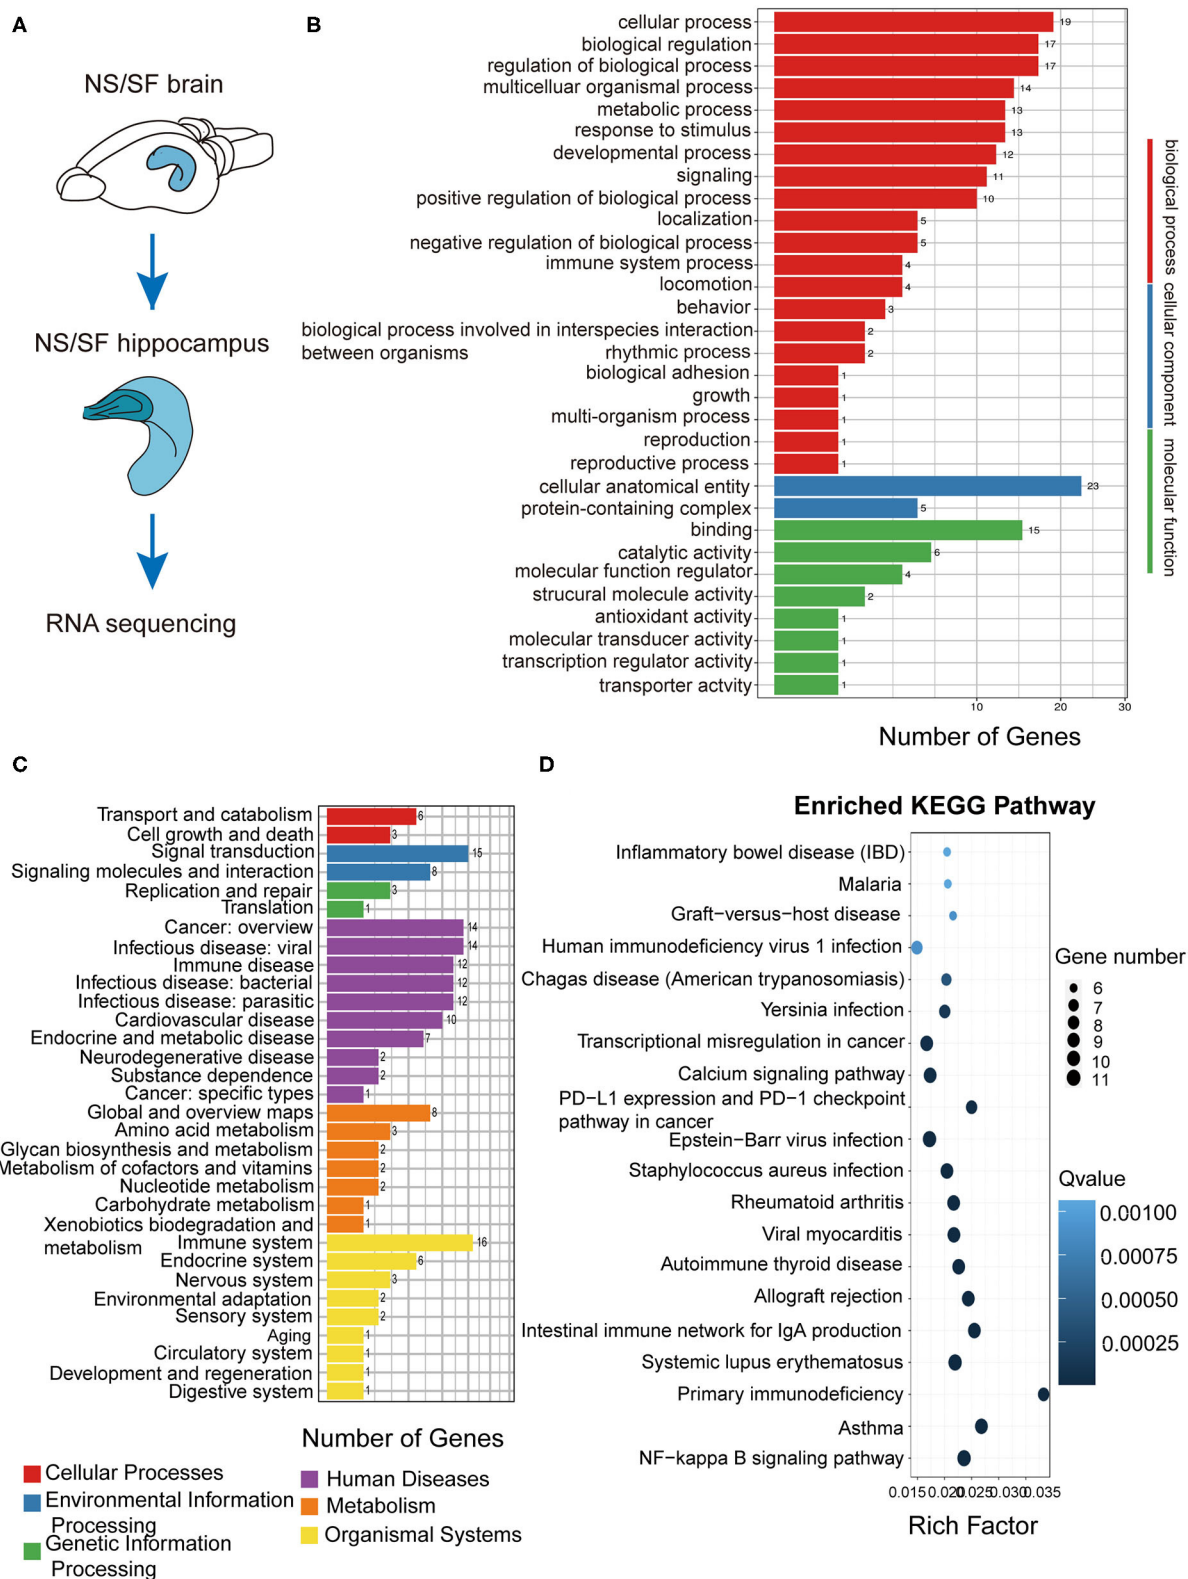 A
NS/SF brain
NS/SF hippocampus
RNA sequencing
B
cellular process 19
biological regulation 17
regulation of biological process 17
multicelluar organismal process 14
metabolic process 13
response to stimulus 13
developmental process 12
signaling 11
positive regulation of biological process 10
localization 5
negative regulation of biological process 5
immune system process 4
locomotion 4
behavior 3
biological process involved in interspecies interaction 2
between organisms
rhythmic process 2
biological adhesion 1
growth 1
multi-organism process 1
reproduction 1
reproductive process 1
cellular anatomical entity 23
protein-containing complex 5
binding 15
catalytic activity 6
molecular function regulator 4
strucural molecule activity 2
antioxidant activity 1
molecular transducer activity 1
transcription regulator activity 1
transporter actvity 1
10 20 30
Number of Genes
biological process
cellular component
molecular function
C
Transport and catabolism 6
Cell growth and death 3
Signal transduction 15
Signaling molecules and interaction 8
Replication and repair 3
Translation 1
Cancer: overview 14
Infectious disease: viral 14
Immune disease 12
Infectious disease: bacterial 12
Infectious disease: parasitic 12
Cardiovascular disease 10
Endocrine and metabolic disease 7
Neurodegenerative disease 2
Substance dependence 2
Cancer: specific types 1
Global and overview maps 8
Amino acid metabolism 3
Glycan biosynthesis and metabolism 2
Metabolism of cofactors and vitamins 2
Nucleotide metabolism 2
Carbohydrate metabolism 1
Xenobiotics biodegradation and 1
metabolism
Immune system 16
Endocrine system 6
Nervous system 3
Environmental adaptation 2
Sensory system 2
Aging 1
Circulatory system 1
Development and regeneration 1
Digestive system 1
Number of Genes
Cellular Processes
Environmental Information
Processing
Genetic Information
Processing
Human Diseases
Metabolism
Organismal Systems
D
Enriched KEGG Pathway
Inflammatory bowel disease (IBD)
Malaria
Graft−versus−host disease
Human immunodeficiency virus 1 infection
Chagas disease (American trypanosomiasis)
Yersinia infection
Transcriptional misregulation in cancer
Calcium signaling pathway
PD−L1 expression and PD−1 checkpoint
pathway in cancer
Epstein−Barr virus infection
Staphylococcus aureus infection
Rheumatoid arthritis
Viral myocarditis
Autoimmune thyroid disease
Allograft rejection
Intestinal immune network for IgA production
Systemic lupus erythematosus
Primary immunodeficiency
Asthma
NF−kappa B signaling pathway
0.015 0.020 0.025 0.030 0.035
Rich Factor
Gene number
6
7
8
9
10
11
Qvalue
0.00100
0.00075
0.00050
0.00025